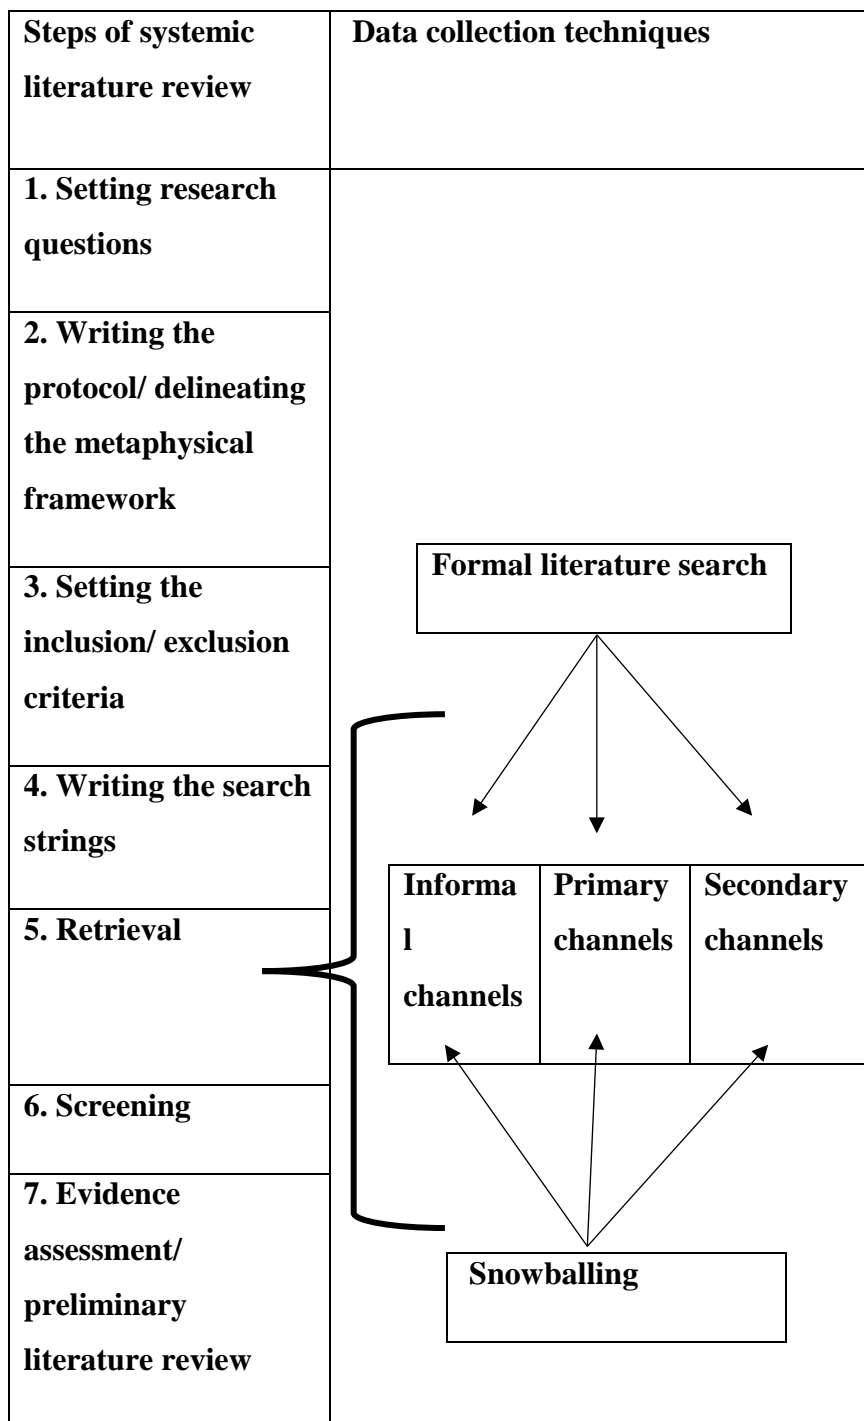 Steps of systemic
literature review
Data collection techniques
1. Setting research
questions
2. Writing the
protocol/ delineating
the metaphysical
framework
3. Setting the
inclusion/ exclusion
criteria
4. Writing the search
strings
5. Retrieval
6. Screening
7. Evidence
assessment/
preliminary
literature review
Formal literature search
Informa
l
channels
Primary
channels
Secondary
channels
Snowballing